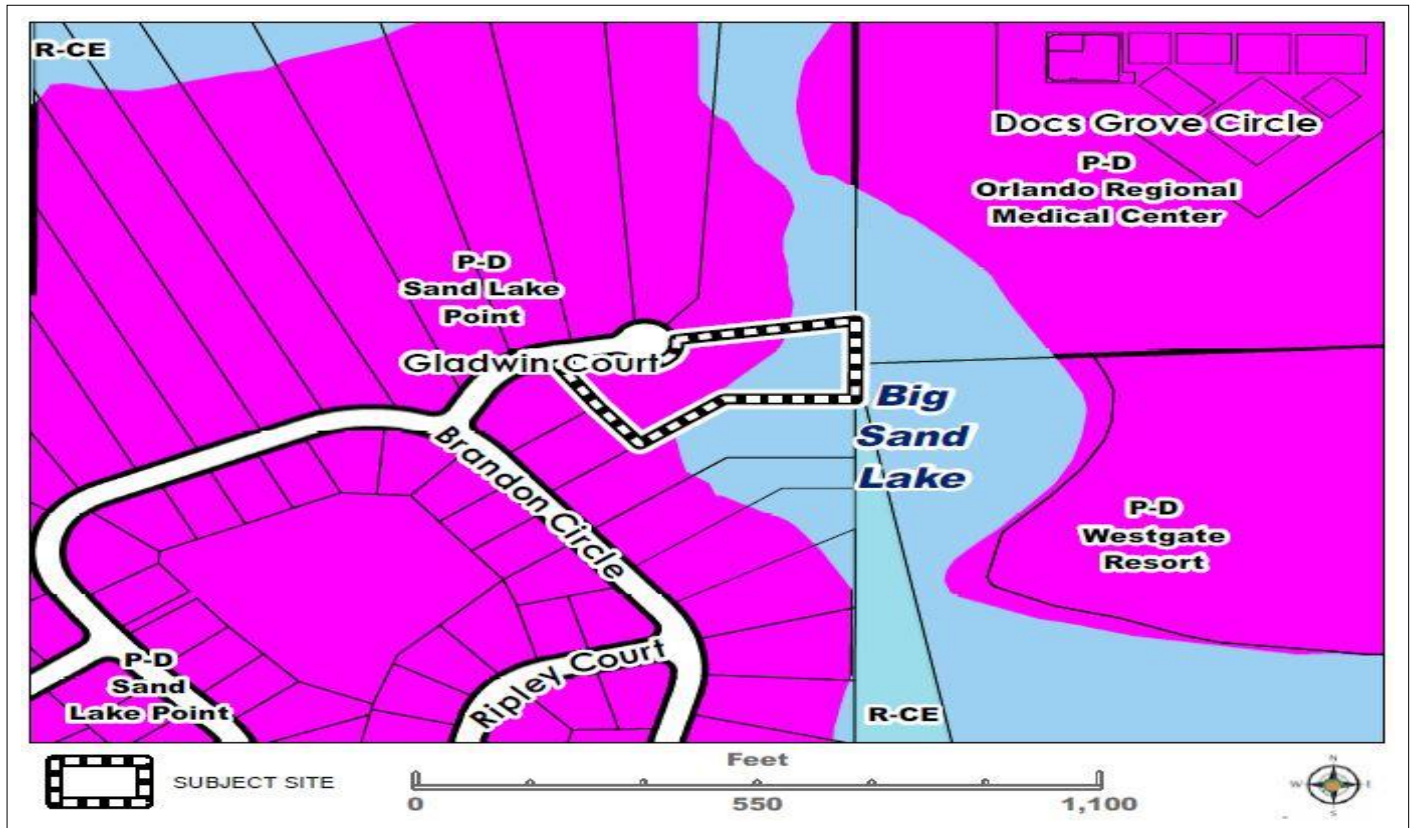 R-CE
Docs Grove Circle
P-D
Orlando Regional
Medical Center
P-D
Sand Lake
Point
Gladwin Court
Big
Sand
Lake
Brandon Circle
P-D
Westgate
Resort
Ripley Court
P-D
Sand
Lake Point
R-CE
SUBJECT SITE
Feet
0
550
1,100
N
W
E
S